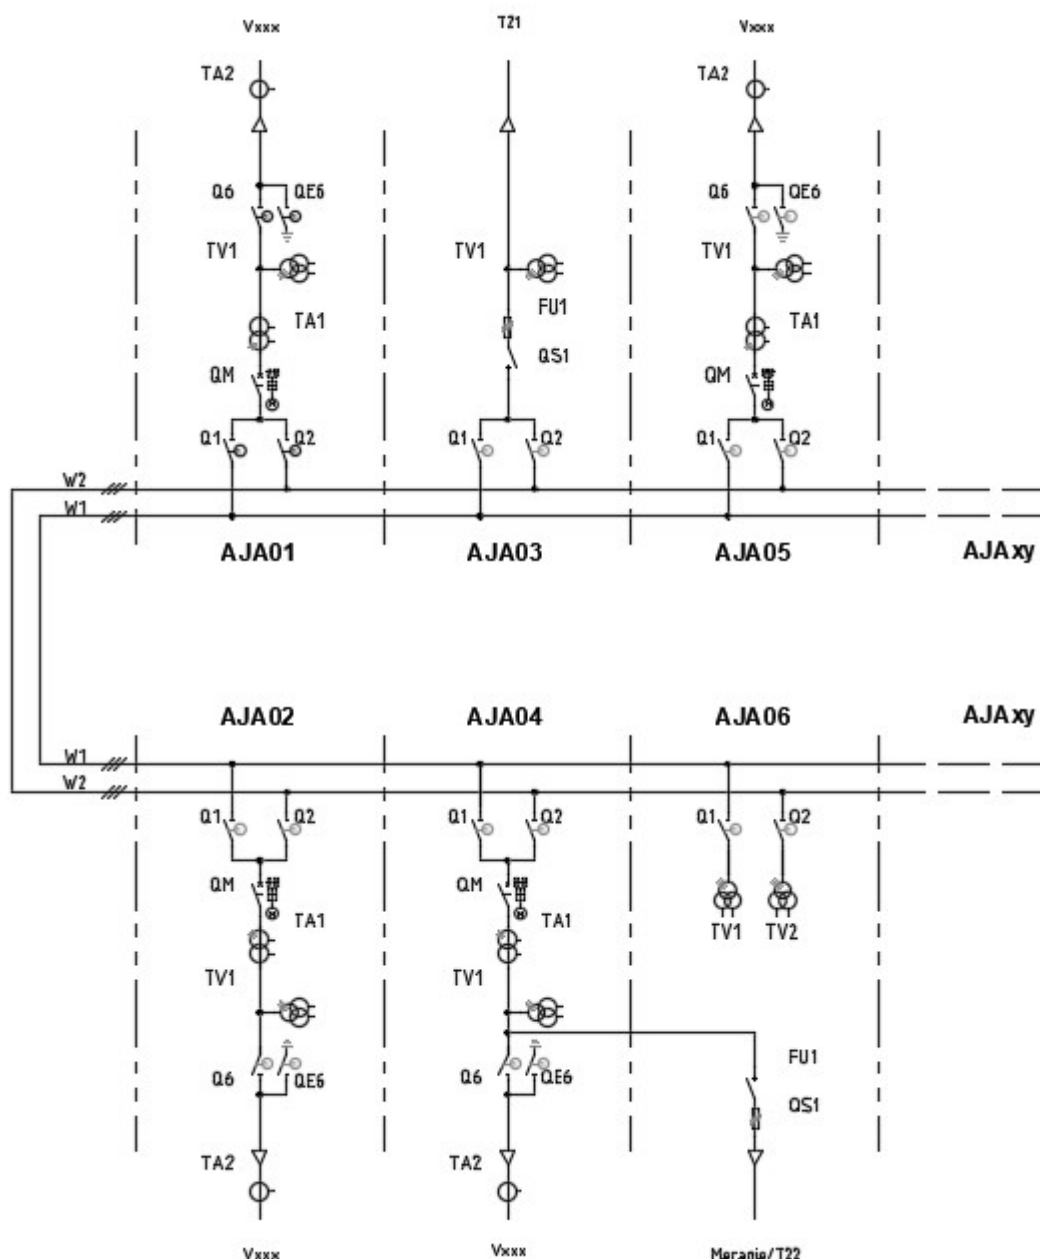 Vxxx T21 Vxxx
TA2 TA2
Q6 QE6 Q6 QE6
TV1 TV1 TV1
TA1 FU1 TA1
QM QS1 QM
Q1 Q2 Q1 Q2 Q1 Q2
W2
W1
AJA01 AJA03 AJA05 AJAxy
AJA02 AJA04 AJA06 AJAxy
W1
W2
Q1 Q2 Q1 Q2 Q1 Q2
QM QM
TA1 TA1 TV1 TV2
TV1 TV1
FU1
Q6 QE6 Q6 QE6
QS1
TA2 TA2
Vxxx Vxxx Meranie/T22